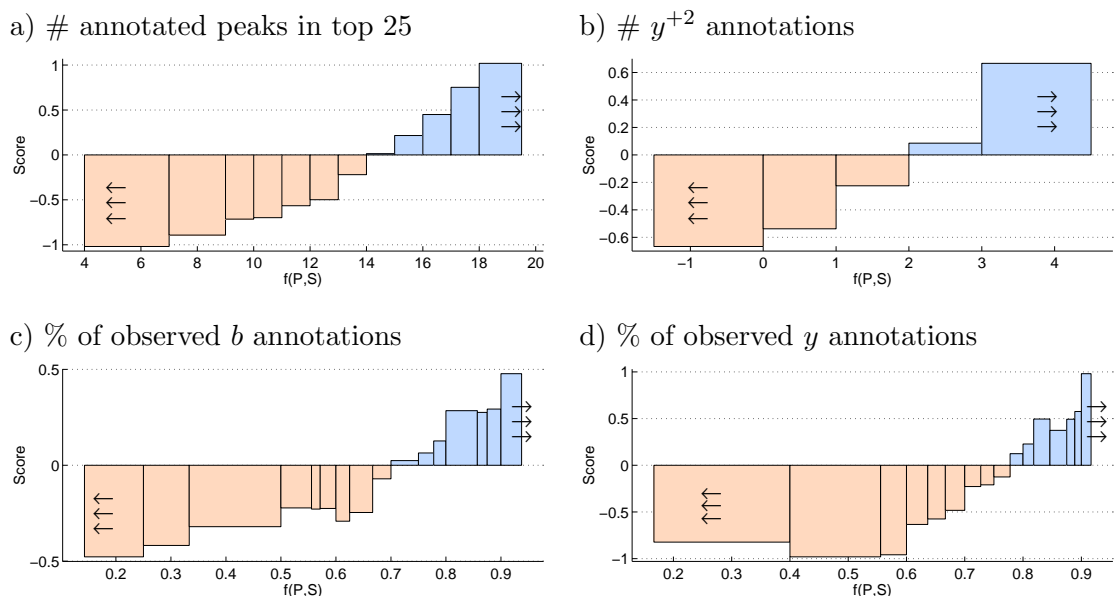 a) # annotated peaks in top 25
1
0.5
0
−0.5
−1
Score
4 6 8 10 12 14 16 18 20
f(P,S)
b) # y+2 annotations
0.6
0.4
0.2
0
−0.2
−0.4
−0.6
Score
−1 0 1 2 3 4
f(P,S)
c) % of observed b annotations
0.5
0
−0.5
Score
0.2 0.3 0.4 0.5 0.6 0.7 0.8 0.9
f(P,S)
d) % of observed y annotations
1
0.5
0
−0.5
−1
Score
0.2 0.3 0.4 0.5 0.6 0.7 0.8 0.9
f(P,S)